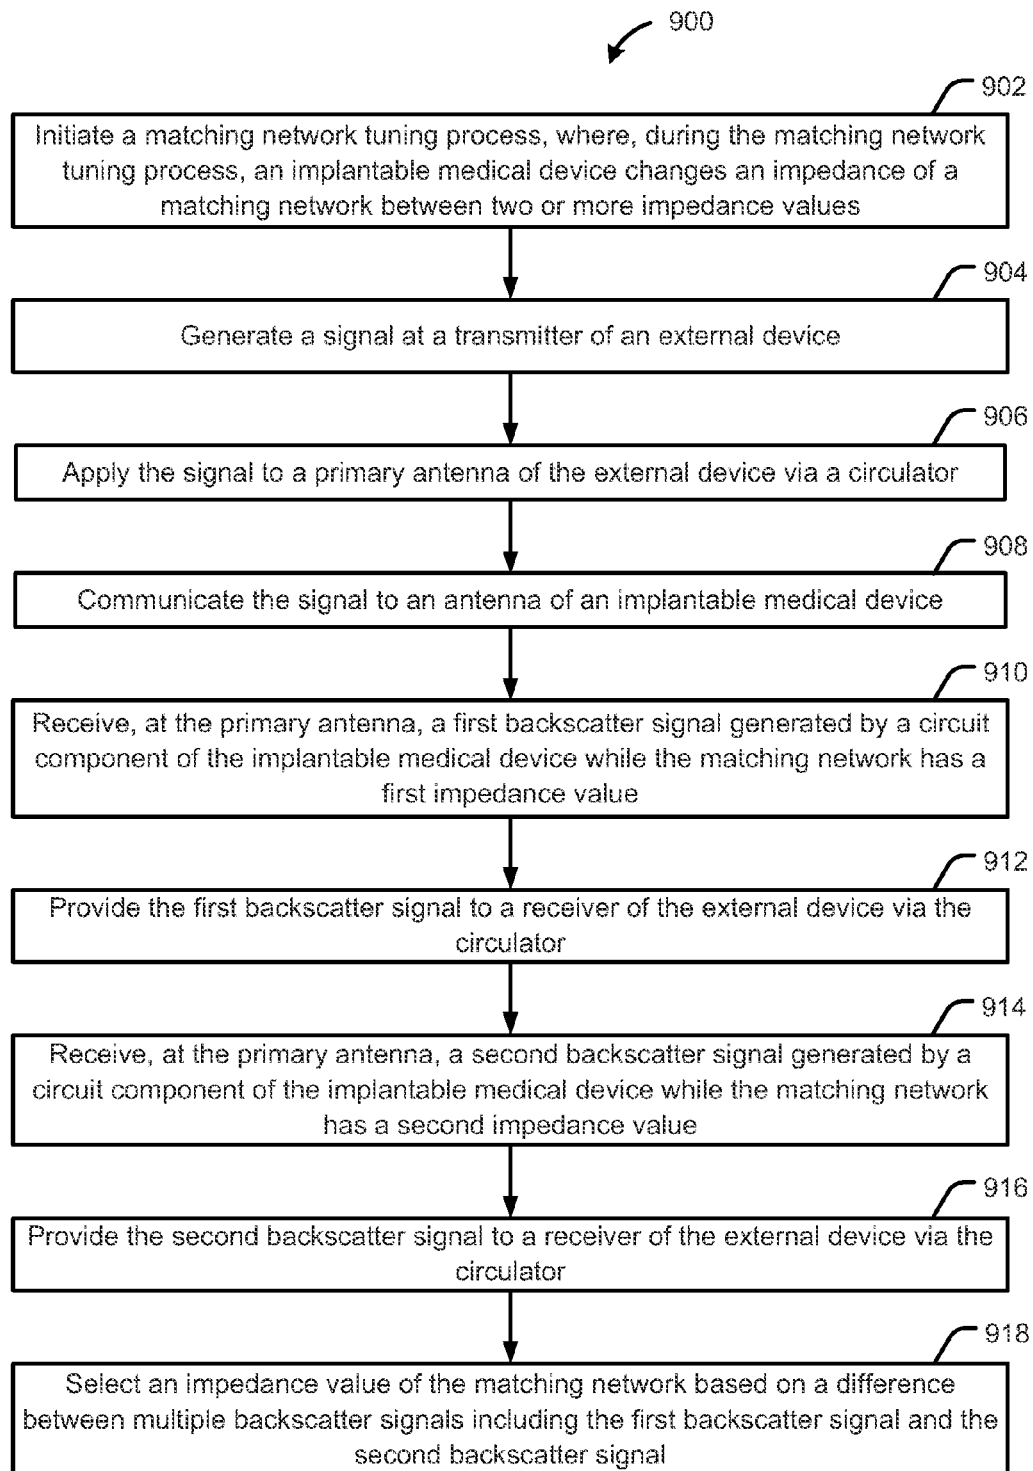 900
902
Initiate a matching network tuning process, where, during the matching network
tuning process, an implantable medical device changes an impedance of a
matching network between two or more impedance values
904
Generate a signal at a transmitter of an external device
906
Apply the signal to a primary antenna of the external device via a circulator
908
Communicate the signal to an antenna of an implantable medical device
910
Receive, at the primary antenna, a first backscatter signal generated by a circuit
component of the implantable medical device while the matching network has a
first impedance value
912
Provide the first backscatter signal to a receiver of the external device via the
circulator
914
Receive, at the primary antenna, a second backscatter signal generated by a
circuit component of the implantable medical device while the matching network
has a second impedance value
916
Provide the second backscatter signal to a receiver of the external device via the
circulator
918
Select an impedance value of the matching network based on a difference
between multiple backscatter signals including the first backscatter signal and the
second backscatter signal